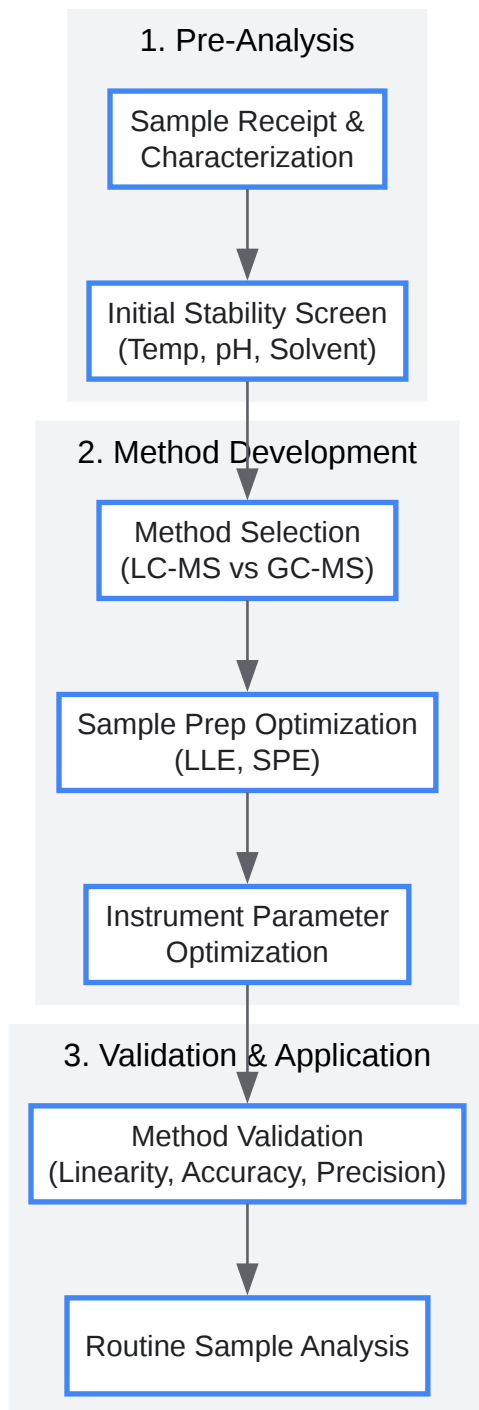 1. Pre-Analysis
Sample Receipt &
Characterization
Initial Stability Screen
(Temp, pH, Solvent)
2. Method Development
Method Selection
(LC-MS vs GC-MS)
Sample Prep Optimization
(LLE, SPE)
Instrument Parameter
Optimization
3. Validation & Application
Method Validation
(Linearity, Accuracy, Precision)
Routine Sample Analysis